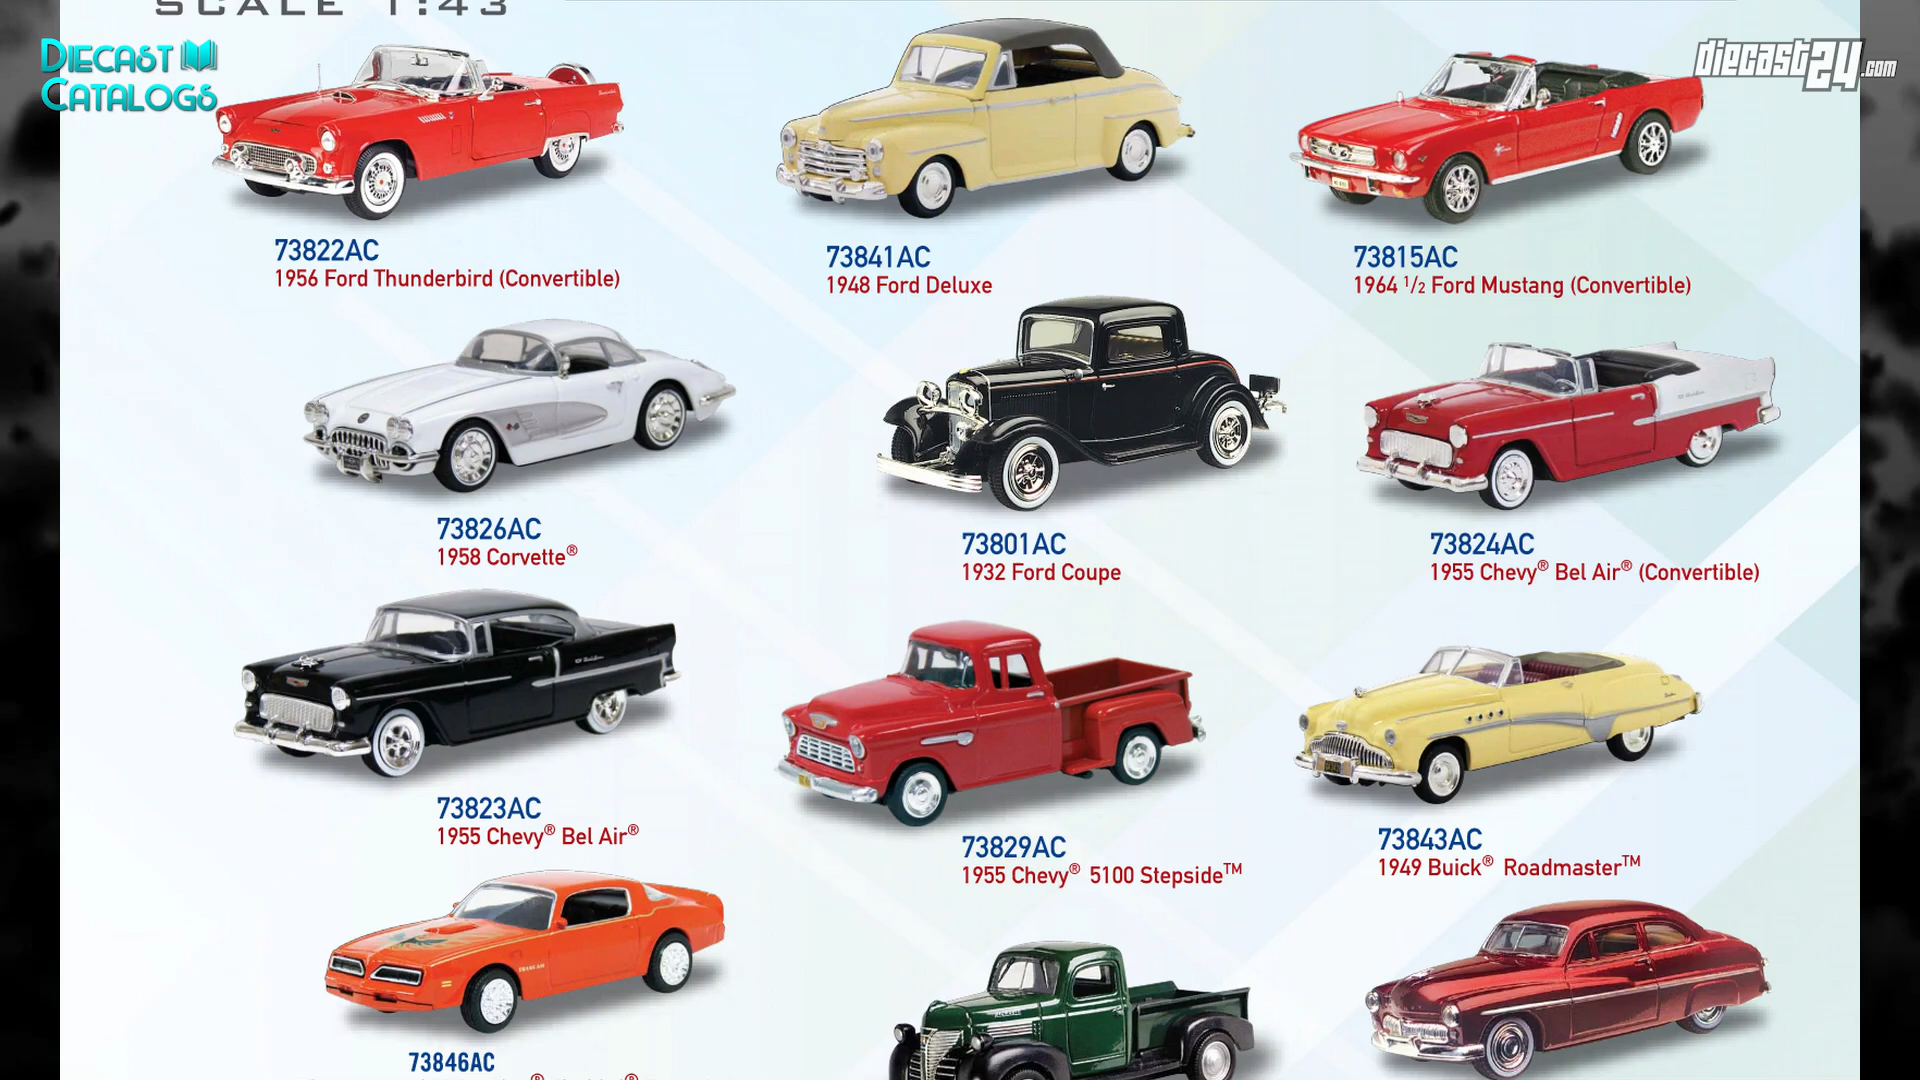 SCALE 1:43
DIECAST
CATALOGS
diecast24.com
73822AC
1956 Ford Thunderbird (Convertible)
73841AC
1948 Ford Deluxe
73815AC
1964 1/2 Ford Mustang (Convertible)
73826AC
1958 Corvette®
73801AC
1932 Ford Coupe
73824AC
1955 Chevy® Bel Air® (Convertible)
73823AC
1955 Chevy® Bel Air®
73829AC
1955 Chevy® 5100 Stepside™
73843AC
1949 Buick® Roadmaster™
TRANS AM
73846AC